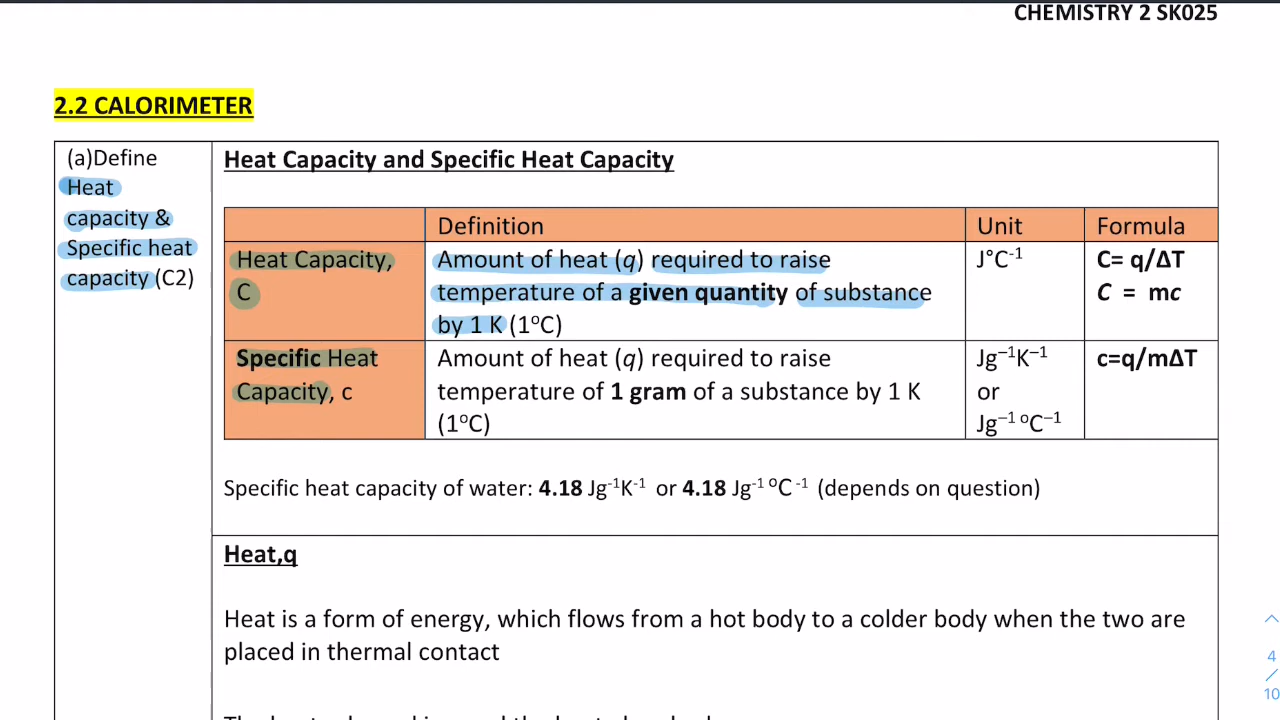 CHEMISTRY 2 SK025
2.2 CALORIMETER
(a)Define
Heat
capacity &
Specific heat
capacity (C2)
Heat Capacity and Specific Heat Capacity
Definition
Unit
Formula
Heat Capacity,
C
Amount of heat (q) required to raise
temperature of a given quantity of substance
by 1 K (1°C)
J°C⁻¹
C= q/ΔT
C = mc
Specific Heat
Capacity, c
Amount of heat (q) required to raise
temperature of 1 gram of a substance by 1 K
(1°C)
Jg⁻¹K⁻¹
or
Jg⁻¹ °C⁻¹
c=q/mΔT
Specific heat capacity of water: 4.18 Jg⁻¹K⁻¹ or 4.18 Jg⁻¹ °C ⁻¹ (depends on question)
Heat,q
Heat is a form of energy, which flows from a hot body to a colder body when the two are
placed in thermal contact
4
/
10